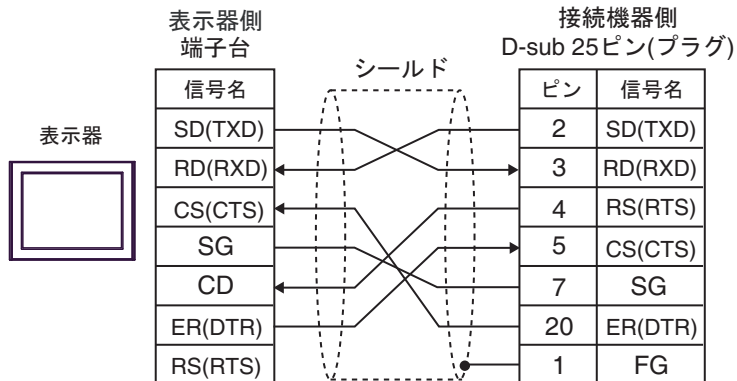 表示器側
端子台
接続機器側
D-sub 25ピン(プラグ)
シールド
表示器
信号名
ピン 信号名
SD(TXD) 2 SD(TXD)
RD(RXD) 3 RD(RXD)
CS(CTS) 4 RS(RTS)
SG 5 CS(CTS)
CD 7 SG
ER(DTR) 20 ER(DTR)
RS(RTS) 1 FG